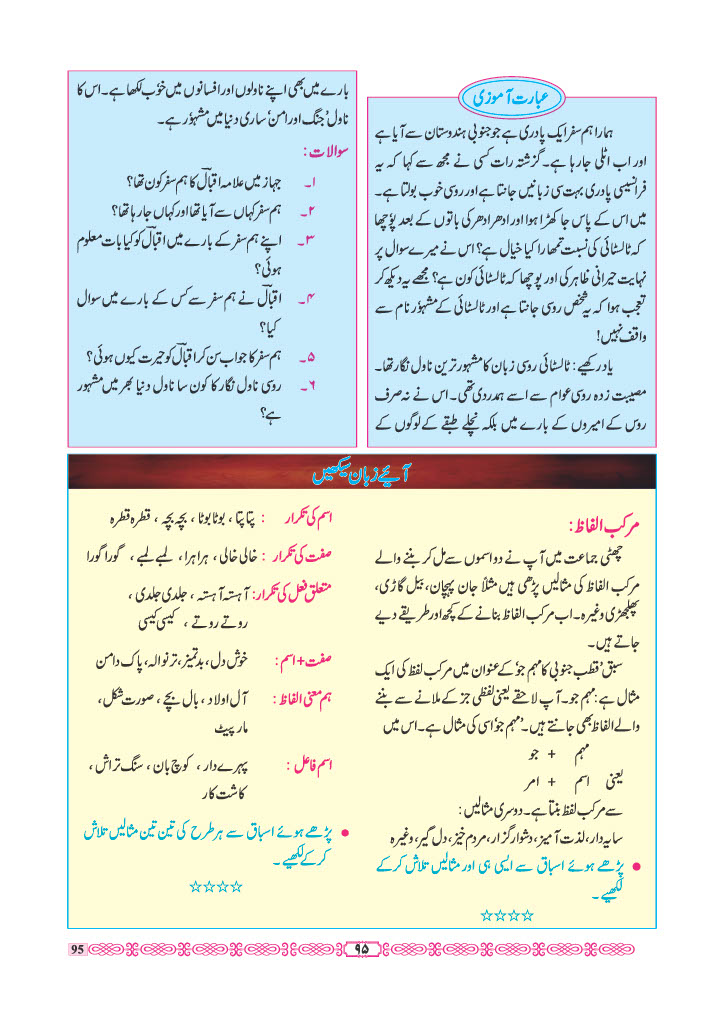 عبارت آموزی
ہمارا ہم سفر ایک پادری ہے جو جنوبی ہندوستان سے آیا ہے
اور اب اٹلی جا رہا ہے۔ گزشتہ رات کسی نے مجھ سے کہا کہ یہ
فرانسیسی پادری بہت سی زبانیں جانتا ہے اور روسی خوب بولتا ہے۔
میں اس کے پاس جا کھڑا ہوا اور ادھر ادھر کی باتوں کے بعد پوٗچھا
کہ ٹالسٹائی کی نسبت تمھارا کیا خیال ہے؟ اس نے میرے سوال پر
نہایت حیرانی ظاہر کی اور پوچھا کہ ٹالسٹائی کون ہے؟ مجھے یہ دیکھ کر
تعجب ہوا کہ یہ شخص روسی جانتا ہے اور ٹالسٹائی کے مشہوٗر نام سے
واقف نہیں!
یاد رکھیے: ٹالسٹائی روسی زبان کا مشہور ترین ناول نگار تھا۔
مصیبت زدہ روسی عوام سے اسے ہمدردی تھی۔ اس نے نہ صرف
روس کے امیروں کے بارے میں بلکہ نچلے طبقے کے لوگوں کے
بارے میں بھی اپنے ناولوں اور افسانوں میں خوٗب لکھا ہے۔ اس کا
ناول ’جنگ اور امن‘ ساری دنیا میں مشہوٗر ہے۔
سوالات :
۱۔ جہاز میں علامہ اقبالؔ کا ہم سفر کون تھا؟
۲۔ ہم سفر کہاں سے آیا تھا اور کہاں جا رہا تھا؟
۳۔ اپنے ہم سفر کے بارے میں اقبالؔ کو کیا بات معلوم
ہوئی؟
۴۔ اقبالؔ نے ہم سفر سے کس کے بارے میں سوال
کیا؟
۵۔ ہم سفر کا جواب سن کر اقبالؔ کو حیرت کیوں ہوئی؟
۶۔ روسی ناول نگار کا کون سا ناول دنیا بھر میں مشہور
ہے؟
آئیے زبان سیکھیں
مرکب الفاظ :
چھٹی جماعت میں آپ نے دو اسموں سے مل کر بننے والے
مرکب الفاظ کی مثالیں پڑھی ہیں مثلاً جان پہچان، بیل گاڑی،
پھلجھڑی وغیرہ۔ اب مرکب الفاظ بنانے کے کچھ اور طریقے دیے
جاتے ہیں۔
سبق ’قطب جنوبی کا مہم جو‘ کے عنوان میں مرکب لفظ کی ایک
مثال ہے: مہم جو۔ آپ لاحقے یعنی لفظی جز کے ملانے سے بننے
والے الفاظ بھی جانتے ہیں۔ ’مہم جو‘ اسی کی مثال ہے۔ اس میں
مہم + جو
یعنی اسم + امر
سے مرکب لفظ بنتا ہے۔ دوسری مثالیں :
سایہ دار، لذت آمیز، دشوار گزار، مردم خیز، دل گیر، وغیرہ
● پڑھے ہوئے اسباق سے ایسی ہی اور مثالیں تلاش کرکے
لکھیے۔
☆☆☆☆
اسم کی تکرار : پتا پتا ، بوٹا بوٹا ، بچہ بچہ ، قطرہ قطرہ
صفت کی تکرار : خالی خالی ، ہرا ہرا ، لمبے لمبے ، گورا گورا
متعلق فعل کی تکرار: آہستہ آہستہ ، جلدی جلدی ،
روتے روتے ، کیسی کیسی
صفت+اسم : خوش دل، بدتمیز، تر نوالہ، پاک دامن
ہم معنی الفاظ : آل اولاد ، بال بچے ، صورت شکل ،
مار پیٹ
اسم فاعل : پہرے دار ، کوچ بان ، سنگ تراش ،
کاشت کار
● پڑھے ہوئے اسباق سے ہر طرح کی تین تین مثالیں تلاش
کرکے لکھیے۔
☆☆☆☆
95
۹۵